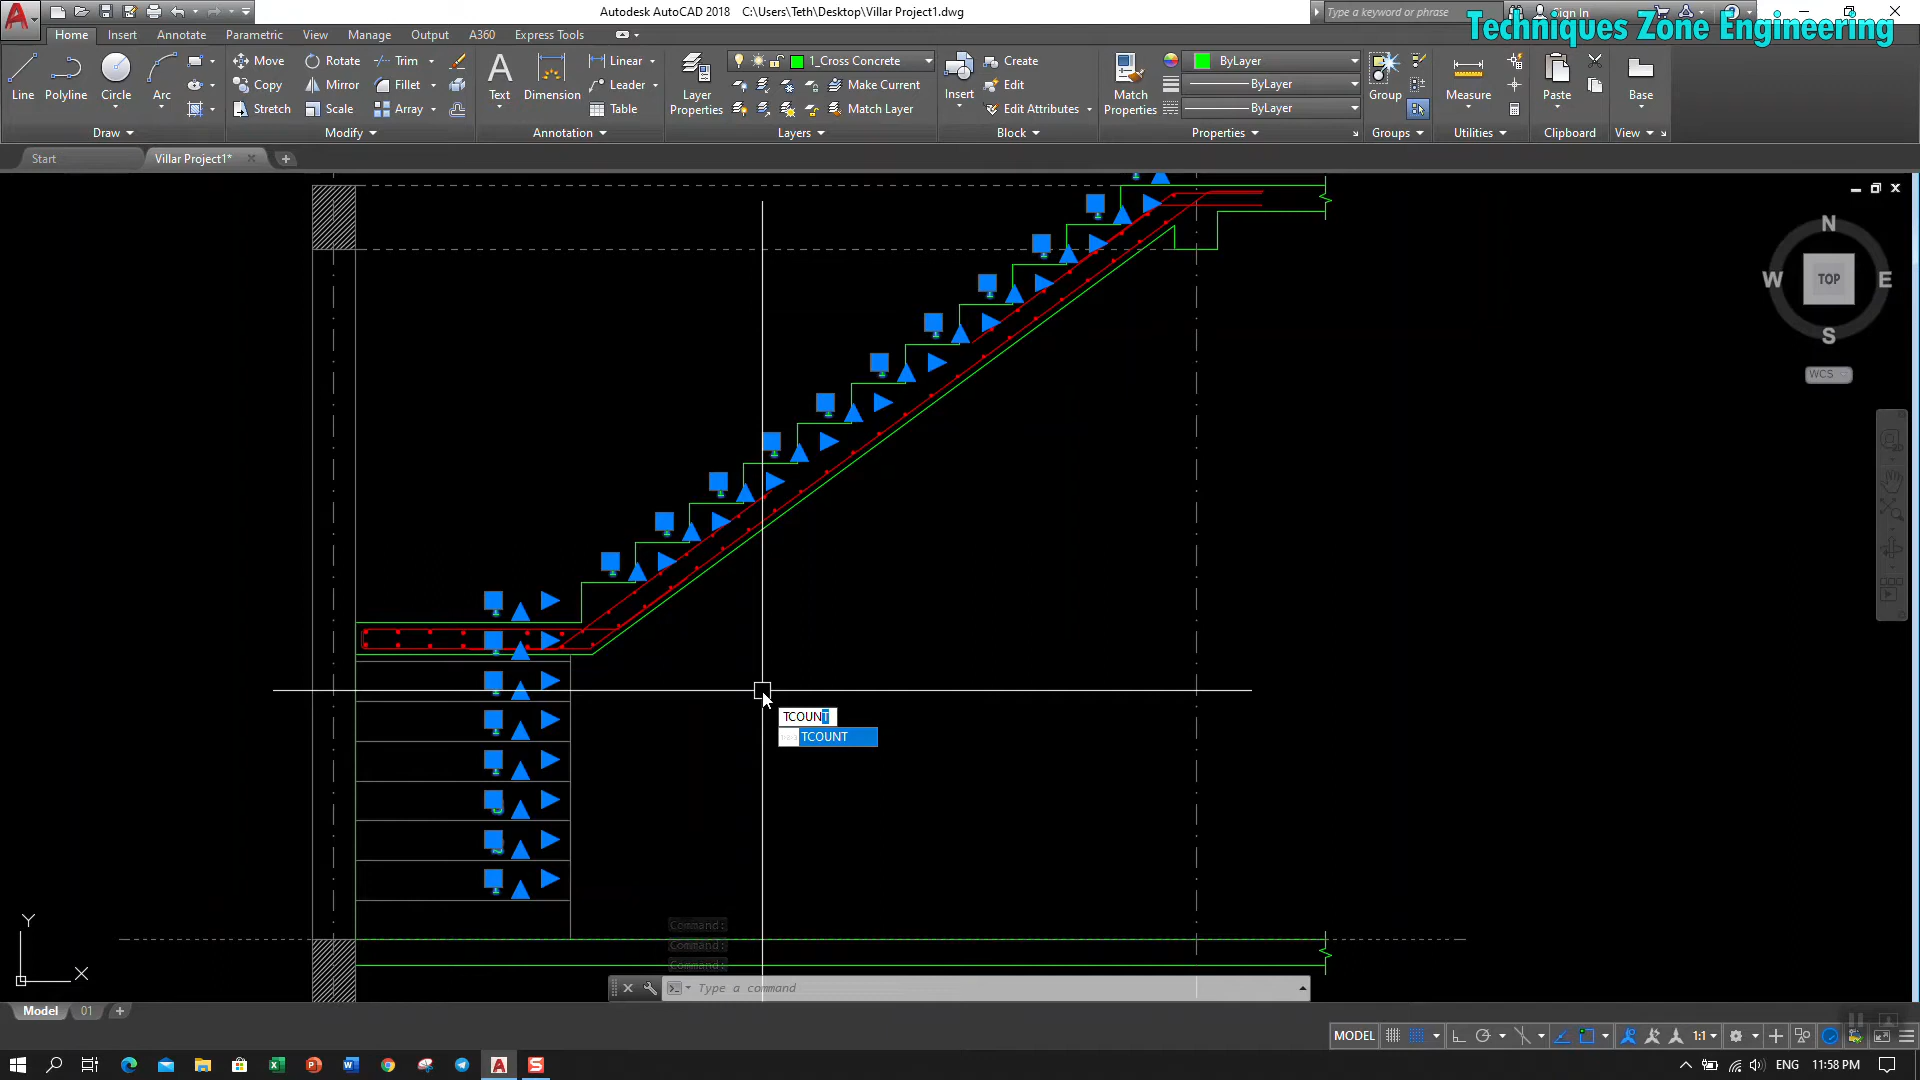 Autodesk AutoCAD 2018 C:\Users\Teth\Desktop\Villar Project1.dwg
Type a keyword or phrase
Sign In
Techniques Zone Engineering
Home Insert Annotate Parametric View Manage Output A360 Express Tools
Line Polyline Circle Arc
Move Rotate Trim
Copy Mirror Fillet
Stretch Scale Array
Text Dimension
Linear
Leader
Table
Layer Properties
1_Cross Concrete
Make Current
Match Layer
Insert
Create
Edit
Edit Attributes
Match Properties
ByLayer
ByLayer
ByLayer
Group
Measure
Paste
Base
Draw Modify Annotation Layers Block Properties Groups Utilities Clipboard View
Start Villar Project1*
N
W TOP E
S
WCS
TCOUNT
TCOUNT
Y
X
Command:
Command:
Command:
Type a command
Model 01
MODEL 1:1
ENG 11:58 PM